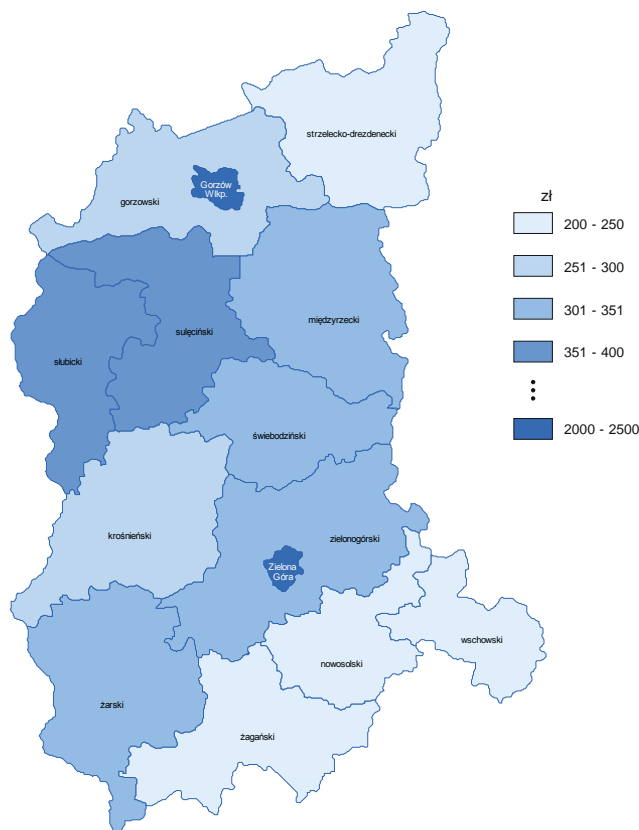 strzelecko-drezdenecki
Gorzów
Wlkp.
gorzowski
zł
200 - 250
251 - 300
301 - 351
351 - 400
2000 - 2500
międzyrzecki
sulęciński
słubicki
świebodziński
krośnieński
zielonogórski
Zielona
Góra
wschowski
nowosolski
żarski
żagański